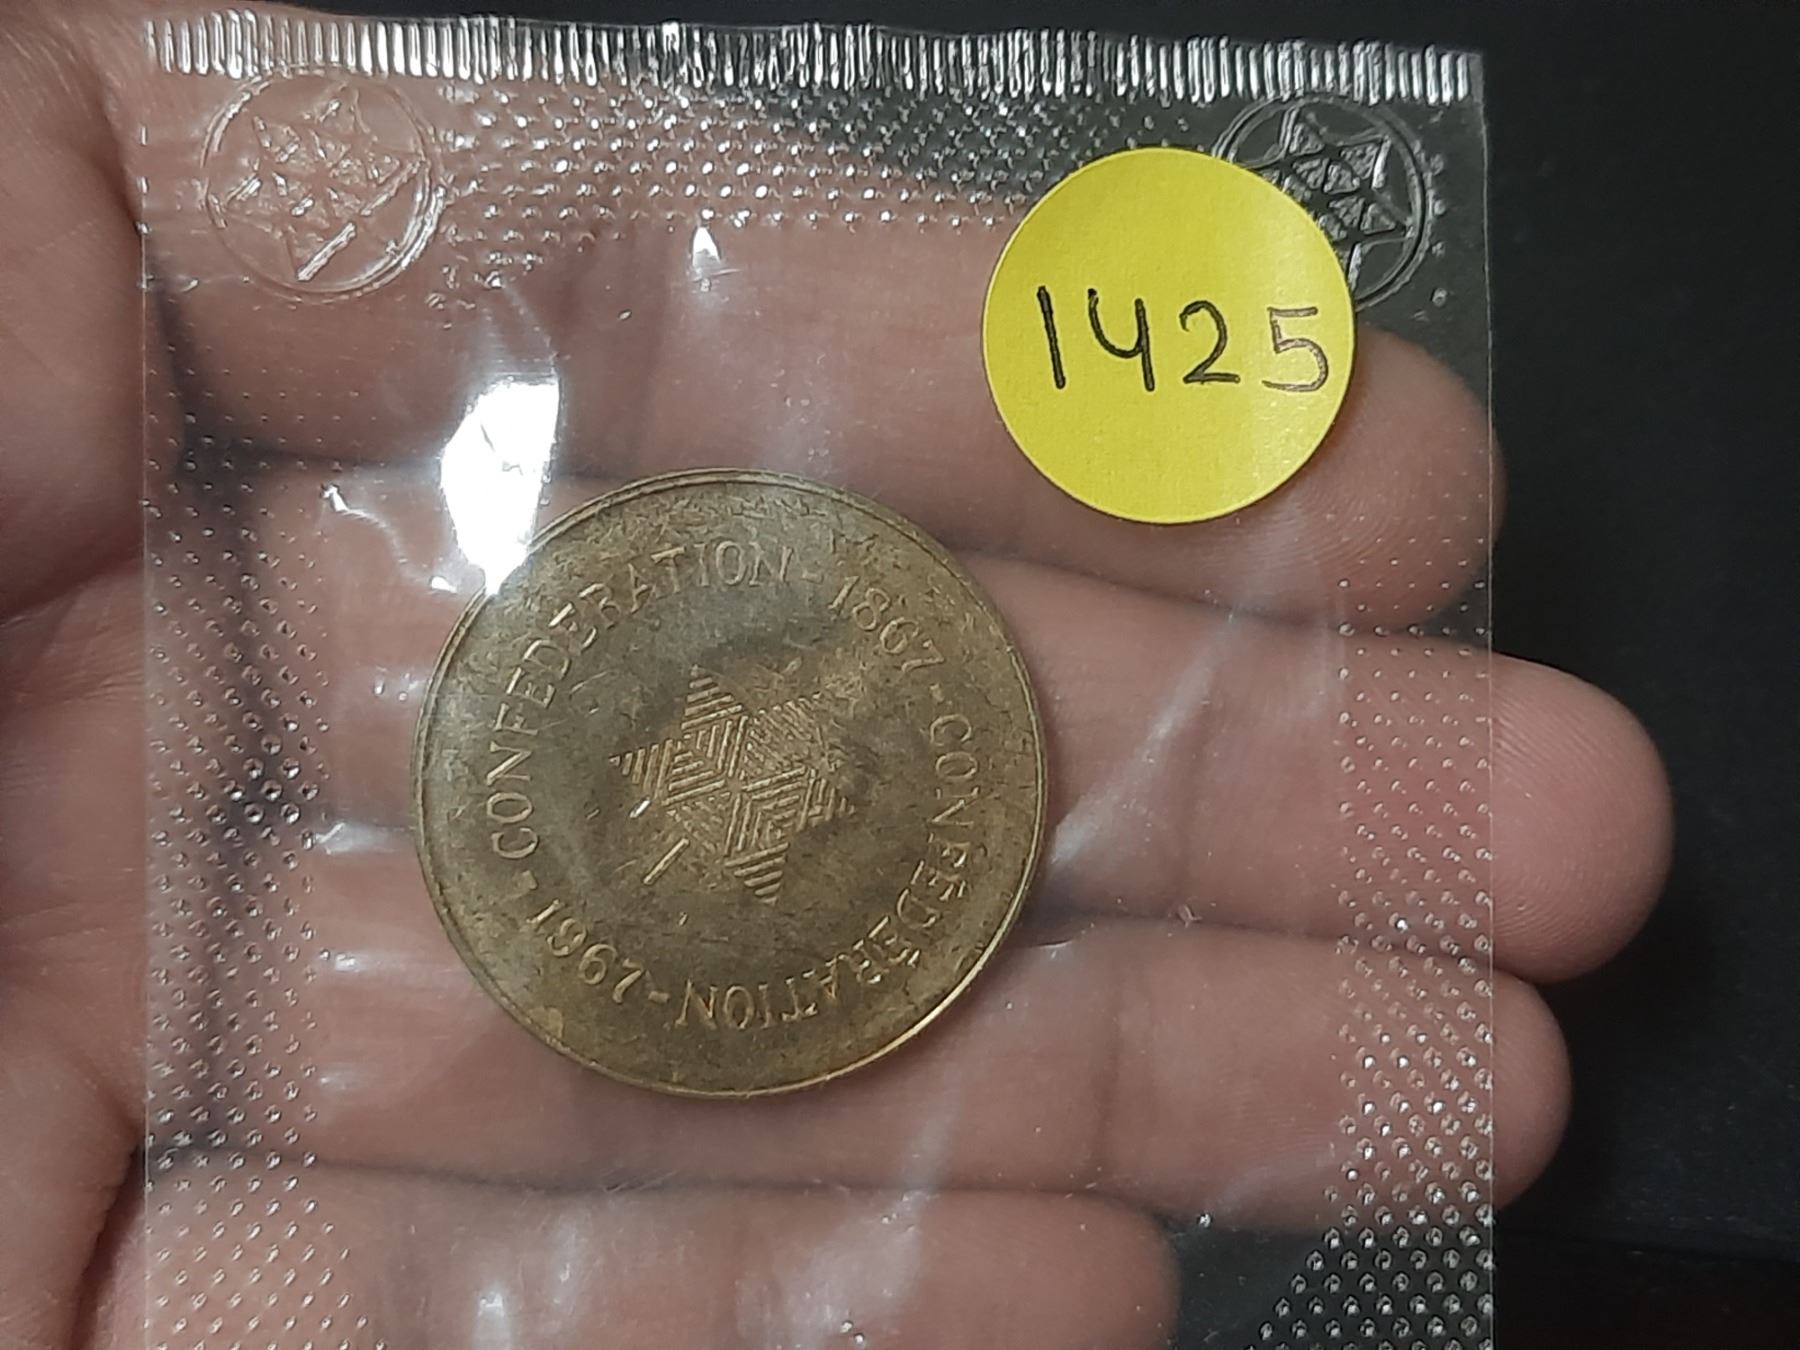 1425
CONFEDERATION - 1867 - CONFÉDÉRATION - 1967 -